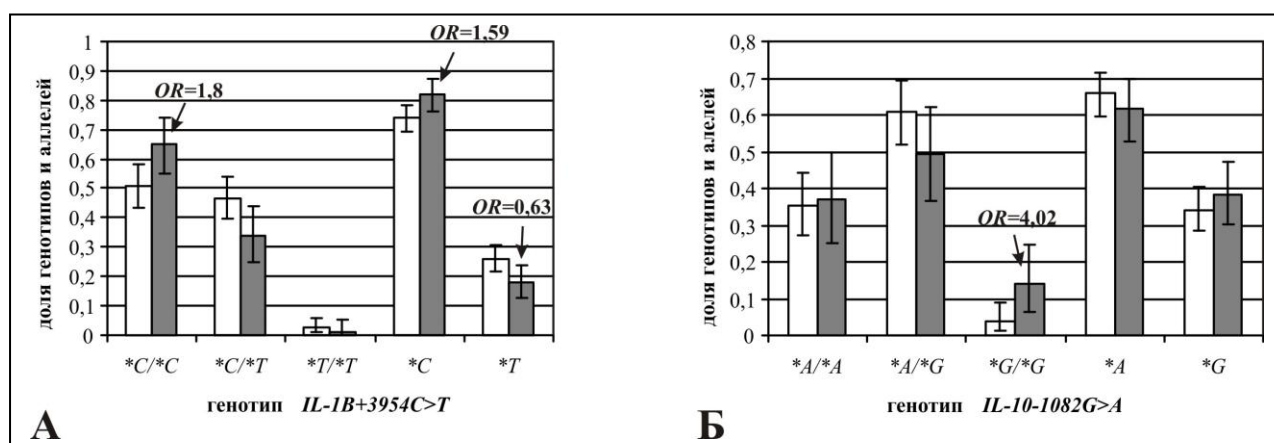 доля генотипов и аллелей
1
0,9
0,8
0,7
0,6
0,5
0,4
0,3
0,2
0,1
0
OR=1,8
OR=1,59
OR=0,63
*C/*C *C/*T *T/*T *C *T
генотип IL-1B+3954C>T
А
доля генотипов и алелей
0,8
0,7
0,6
0,5
0,4
0,3
0,2
0,1
0
OR=4,02
*A/*A *A/*G *G/*G *A *G
генотип IL-10-1082G>A
Б